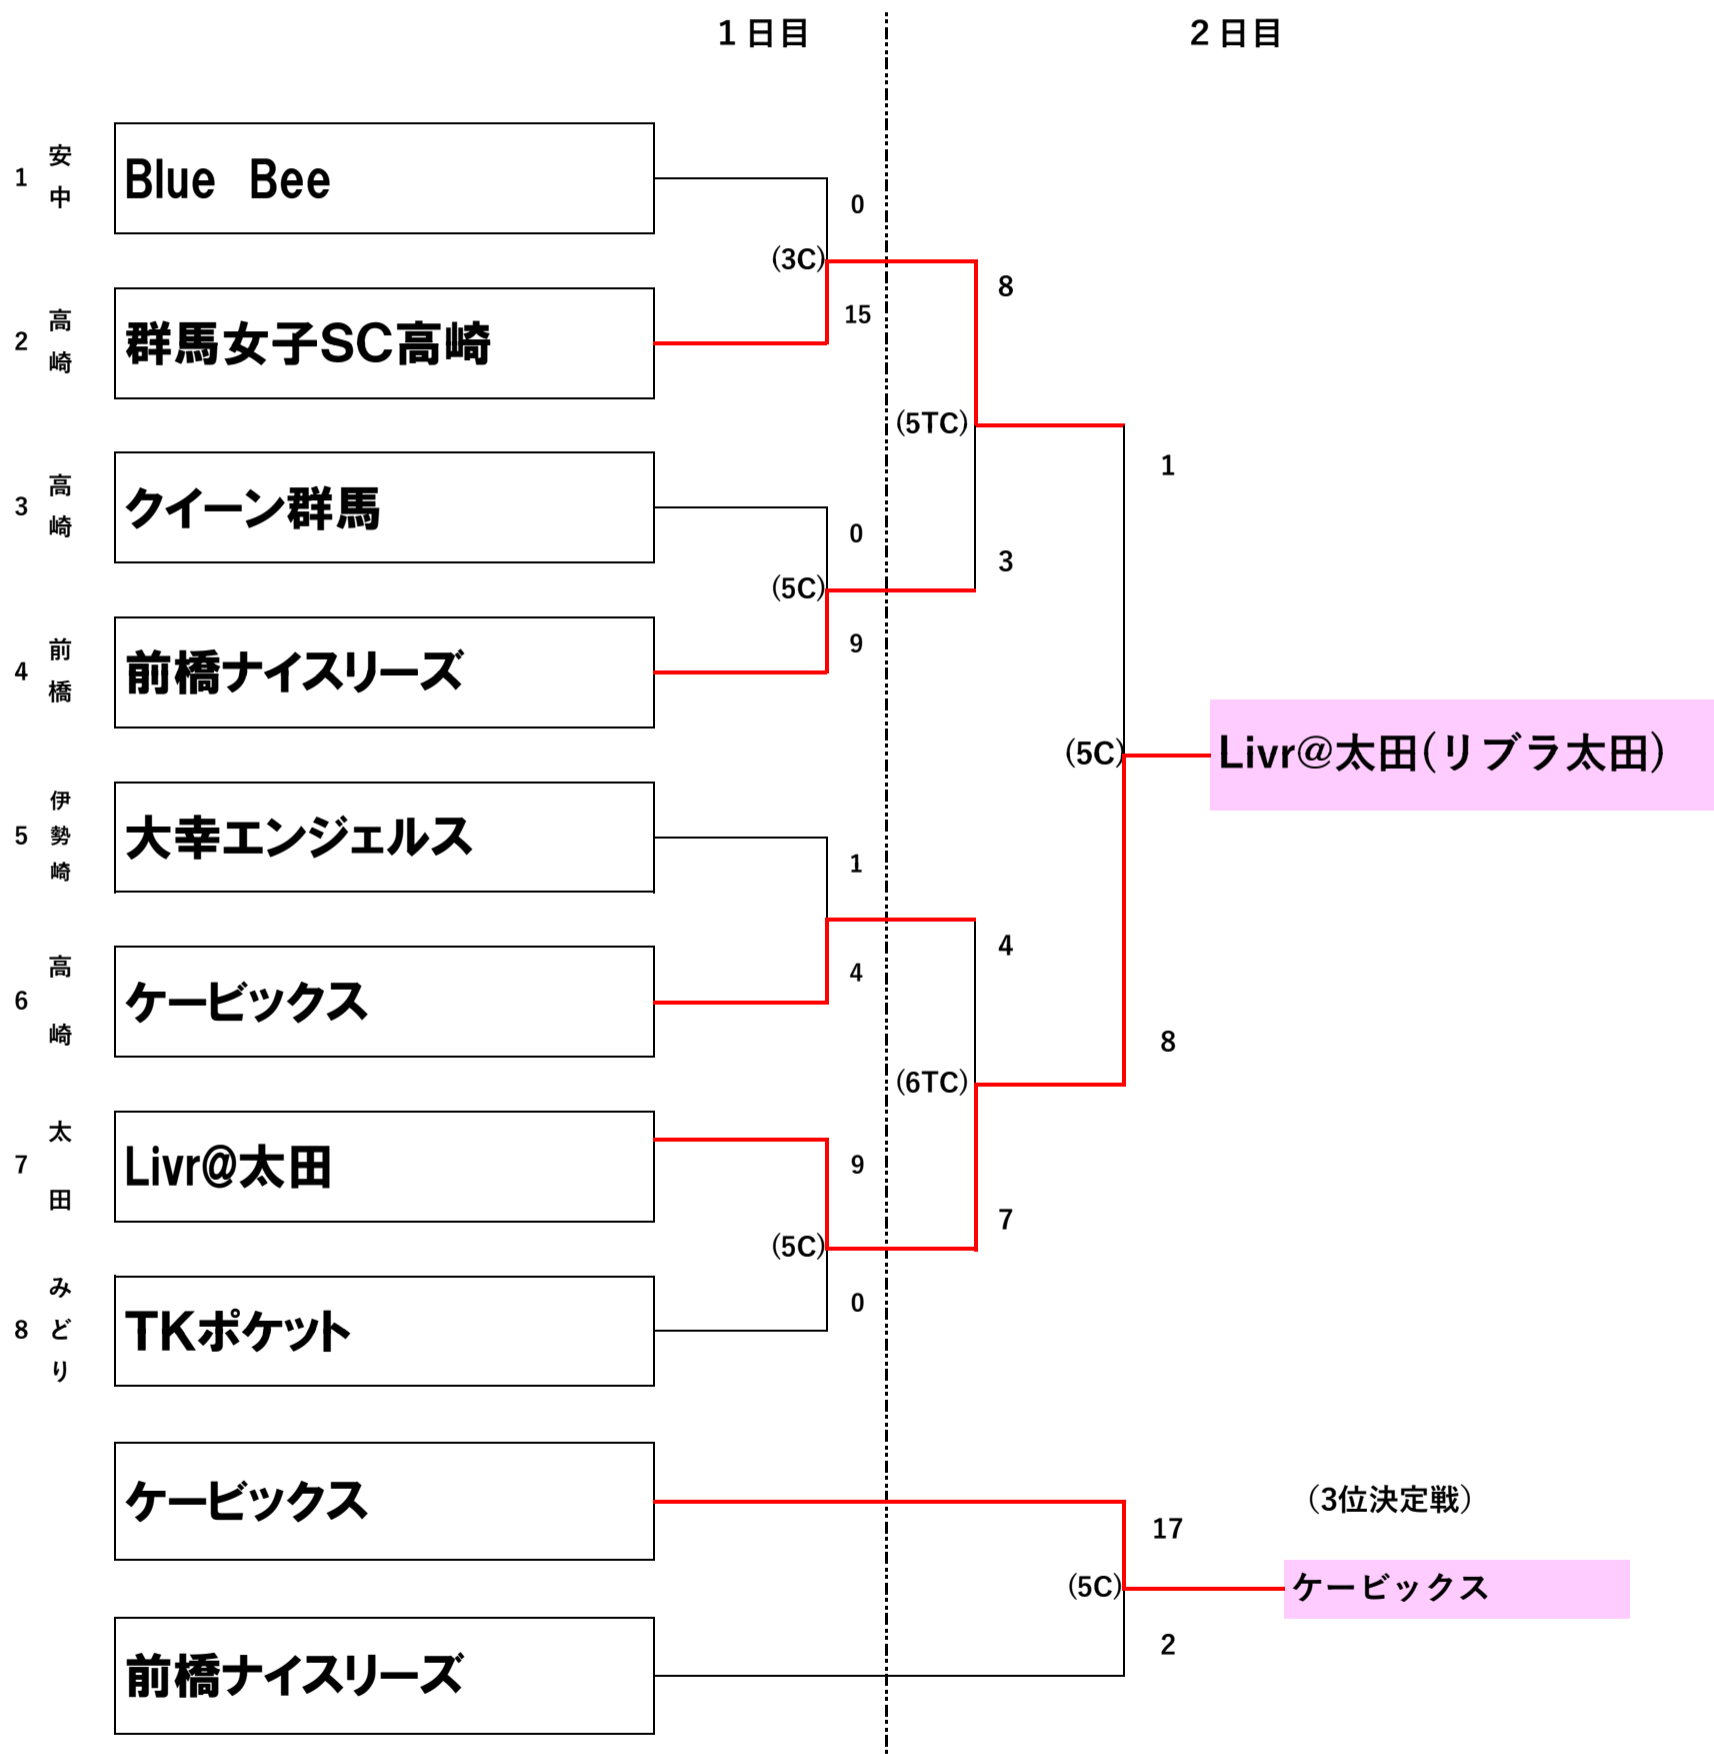 1日目
2日目
1
安中
Blue Bee
0
(3C)
8
2
高崎
群馬女子SC高崎
15
(5TC)
1
3
高崎
クイーン群馬
0
(5C)
3
4
前橋
前橋ナイスリーズ
9
(5C)
Livr@太田(リブラ太田)
5
伊勢崎
大幸エンジェルス
1
4
6
高崎
ケービックス
4
8
(6TC)
7
太田
Livr@太田
9
7
(5C)
8
みどり
TKポケット
0
ケービックス
(3位決定戦)
17
(5C)
ケービックス
前橋ナイスリーズ
2